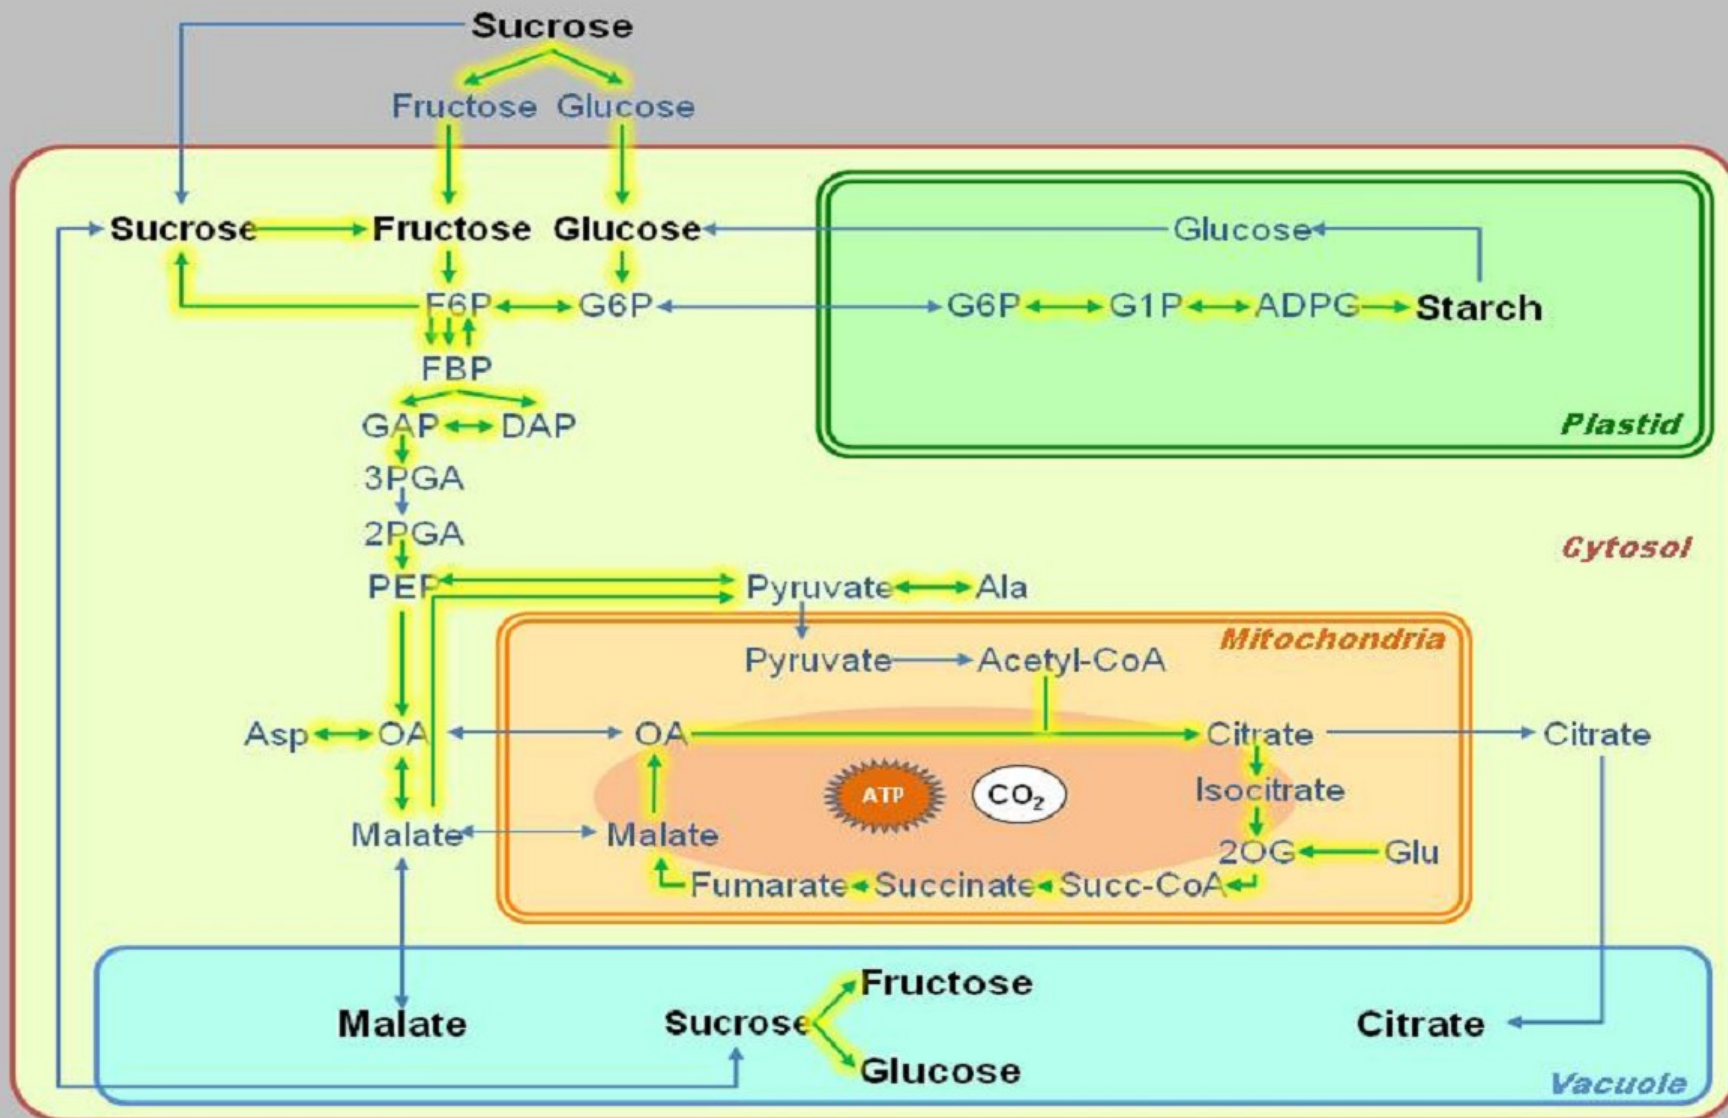 Sucrose
Fructose Glucose
Sucrose Fructose Glucose Glucose
F6P G6P G6P G1P ADPG Starch
FBP
GAP DAP Plastid
3PGA
2PGA
Cytosol
PEP Pyruvate Ala
Mitochondria
Pyruvate Acetyl-CoA
Asp OA OA Citrate Citrate
ATP CO₂ Isocitrate
Malate Malate
2OG Glu
Fumarate Succinate Succ-CoA
Fructose
Malate Sucrose Citrate
Glucose
Vacuole